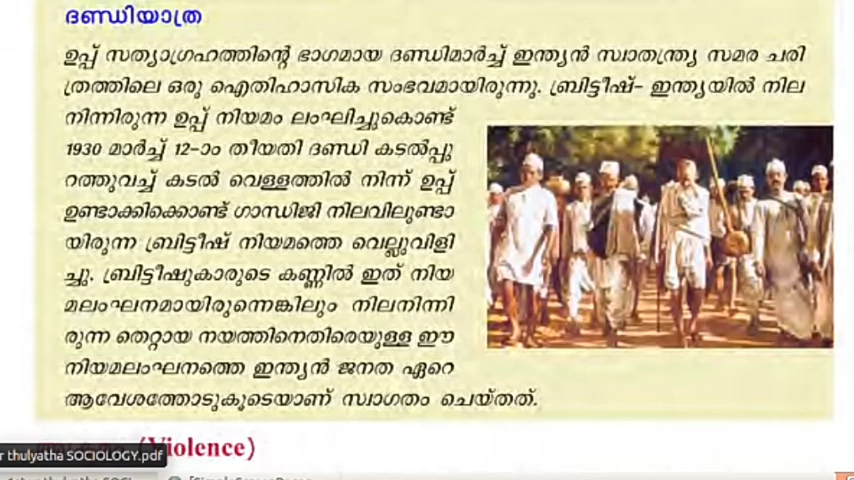 ദണ്ഡിയാത്ര
ഉപ്പ് സത്യാഗ്രഹത്തിന്റെ ഭാഗമായ ദണ്ഡിമാർച്ച് ഇന്ത്യൻ സ്വാതന്ത്ര്യ സമര ചരി
ത്രത്തിലെ ഒരു ഐതിഹാസിക സംഭവമായിരുന്നു. ബ്രിട്ടീഷ്- ഇന്ത്യയിൽ നില
നിന്നിരുന്ന ഉപ്പ് നിയമം ലംഘിച്ചുകൊണ്ട്
1930 മാർച്ച് 12-ാം തീയതി ദണ്ഡി കടൽപ്പു
റത്തുവച്ച് കടൽ വെള്ളത്തിൽ നിന്ന് ഉപ്പ്
ഉണ്ടാക്കിക്കൊണ്ട് ഗാന്ധിജി നിലവിലുണ്ടാ
യിരുന്ന ബ്രിട്ടീഷ് നിയമത്തെ വെല്ലുവിളി
ച്ചു. ബ്രിട്ടീഷുകാരുടെ കണ്ണിൽ ഇത് നിയ
മലംഘനമായിരുന്നെങ്കിലും നിലനിന്നി
രുന്ന തെറ്റായ നയത്തിനെതിരെയുള്ള ഈ
നിയമലംഘനത്തെ ഇന്ത്യൻ ജനത ഏറെ
ആവേശത്തോടുകൂടെയാണ് സ്വാഗതം ചെയ്തത്.
(Violence)
r thulyatha SOCIOLOGY.pdf